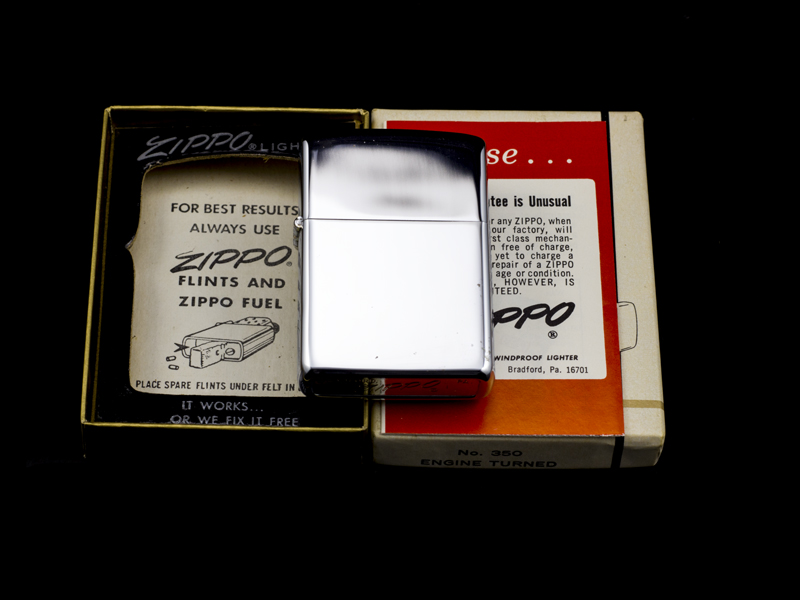 ZIPPO® LIGH
FOR BEST RESULTS
ALWAYS USE
ZIPPO®
FLINTS AND
ZIPPO FUEL
PLACE SPARE FLINTS UNDER FELT IN
IT WORKS...
OR WE FIX IT FREE
se...
tee is Unusual
r any ZIPPO, when
our factory, will
rst class mechan-
n free of charge,
yet to charge a
repair of a ZIPPO
age or condition.
, HOWEVER, IS
TEED.
PPO
®
WINDPROOF LIGHTER
Bradford, Pa. 16701
No. 350
ENGINE TURNED